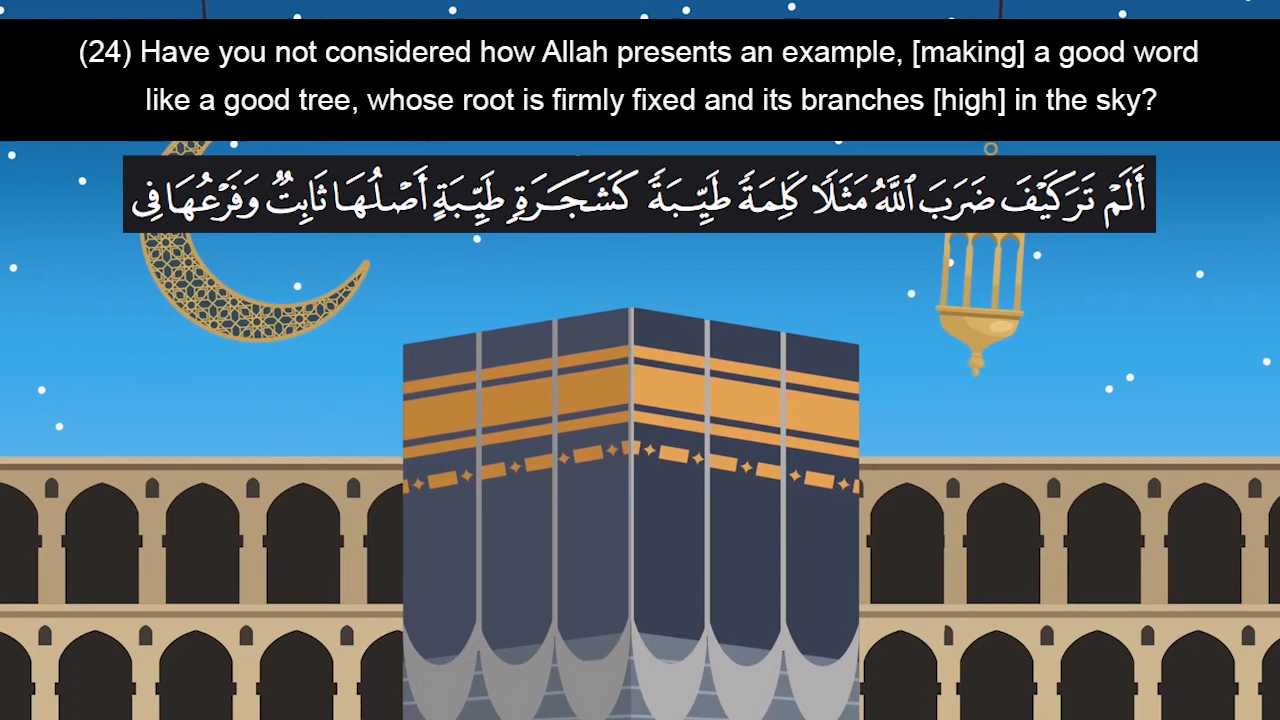 (24) Have you not considered how Allah presents an example, [making] a good word
like a good tree, whose root is firmly fixed and its branches [high] in the sky?
أَلَمْ تَرَ كَيْفَ ضَرَبَ ٱللَّهُ مَثَلًا كَلِمَةً طَيِّبَةً كَشَجَرَةٍ طَيِّبَةٍ أَصْلُهَا ثَابِتٌ وَفَرْعُهَا فِى